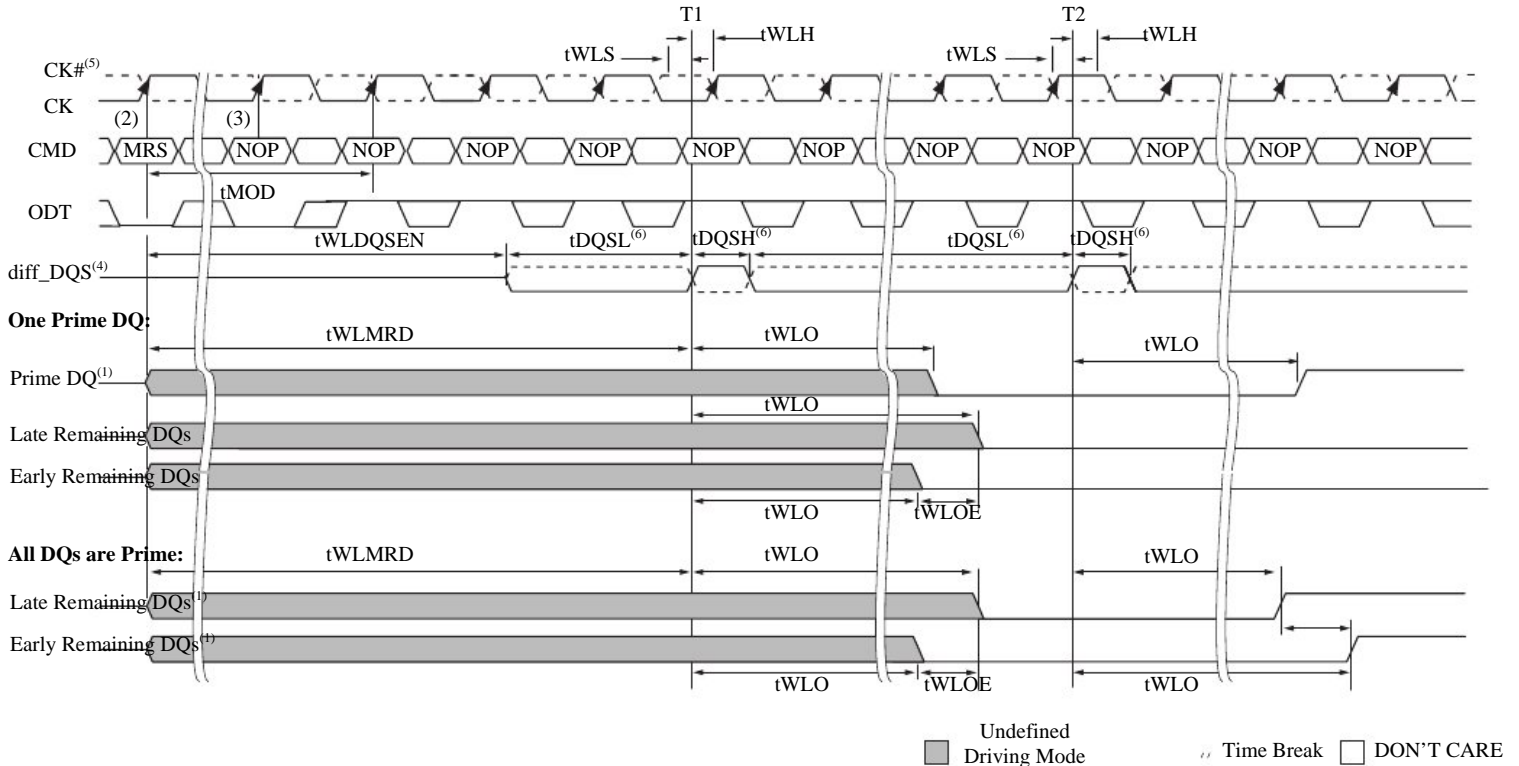 T1 T2
tWLH tWLH
tWLS tWLS
CK#(5)
CK
(2) (3)
CMD MRS NOP NOP NOP NOP NOP NOP NOP NOP NOP NOP NOP
tMOD
ODT
tWLDQSEN tDQSL(6) tDQSH(6) tDQSL(6) tDQSH(6)
diff_DQS(4)
One Prime DQ:
tWLMRD tWLO tWLO
Prime DQ(1)
tWLO
Late Remaining DQs
Early Remaining DQs
tWLO tWLOE
All DQs are Prime:
tWLMRD tWLO tWLO
Late Remaining DQs(1)
Early Remaining DQs(1)
tWLO tWLOE tWLO
Undefined
Driving Mode Time Break DON'T CARE